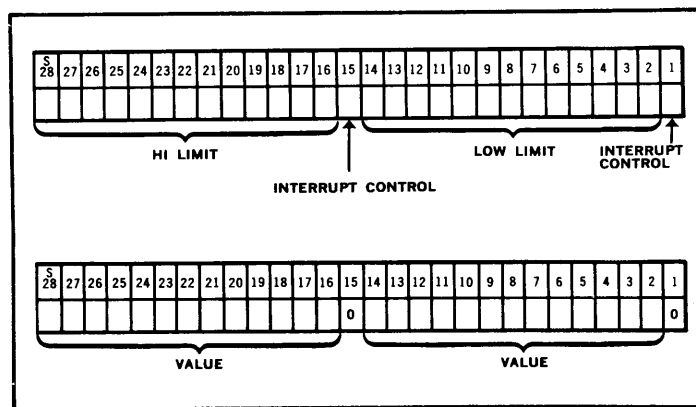 S
28 27 26 25 24 23 22 21 20 19 18 17 16 15 14 13 12 11 10 9 8 7 6 5 4 3 2 1
HI LIMIT
INTERRUPT CONTROL
LOW LIMIT
INTERRUPT
CONTROL
S
28 27 26 25 24 23 22 21 20 19 18 17 16 15 14 13 12 11 10 9 8 7 6 5 4 3 2 1
0 0
VALUE VALUE